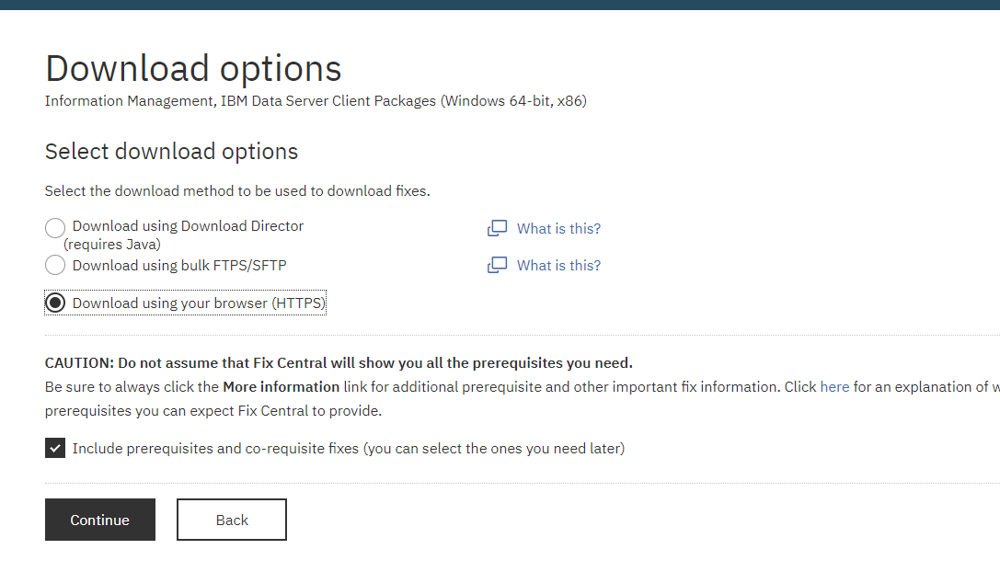 Download options
Information Management, IBM Data Server Client Packages (Windows 64-bit, x86)
Select download options
Select the download method to be used to download fixes.
Download using Download Director
(requires Java)
What is this?
Download using bulk FTPS/SFTP
What is this?
Download using your browser (HTTPS)
CAUTION: Do not assume that Fix Central will show you all the prerequisites you need.
Be sure to always click the More information link for additional prerequisite and other important fix information. Click here for an explanation of
prerequisites you can expect Fix Central to provide.
Include prerequisites and co-requisite fixes (you can select the ones you need later)
Continue
Back